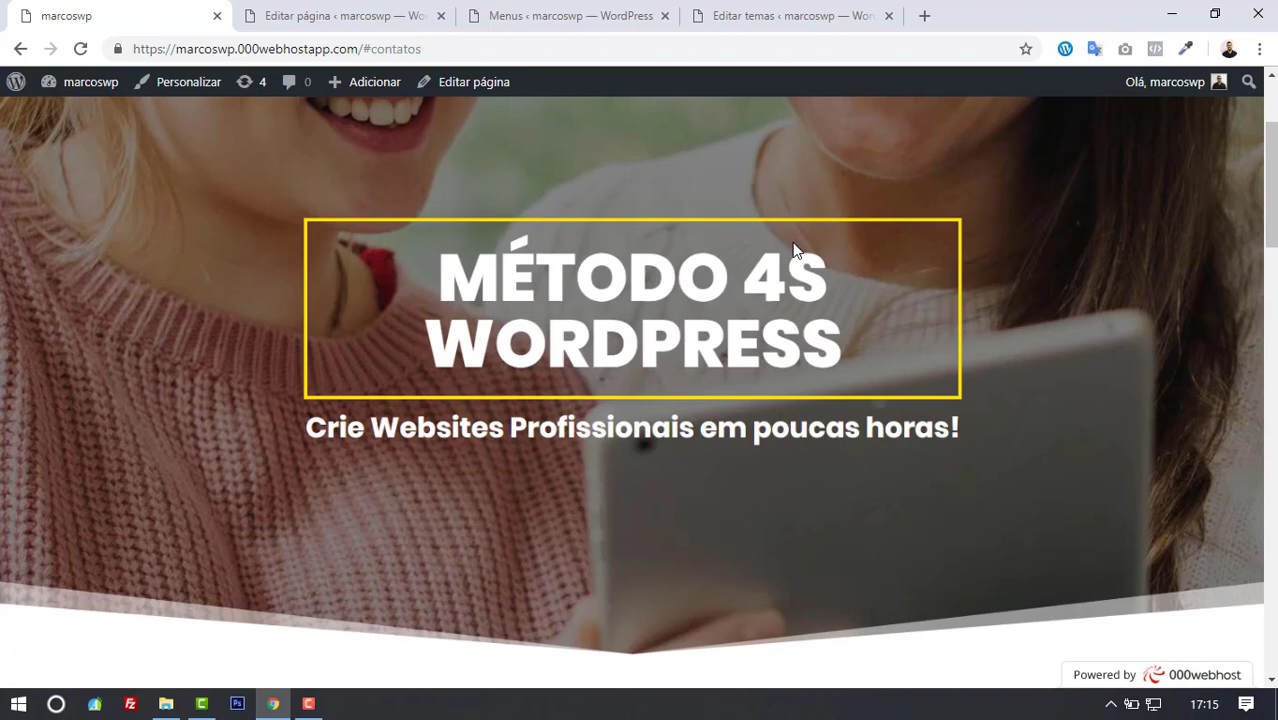 marcoswp
Editar página ‹ marcoswp — Wo
Menus ‹ marcoswp — WordPress
Editar temas ‹ marcoswp — Wor
https://marcoswp.000webhostapp.com/#contatos
marcoswp Personalizar 4 0 Adicionar Editar página Olá, marcoswp
MÉTODO 4S
WORDPRESS
Crie Websites Profissionais em poucas horas!
Powered by 000webhost
17:15